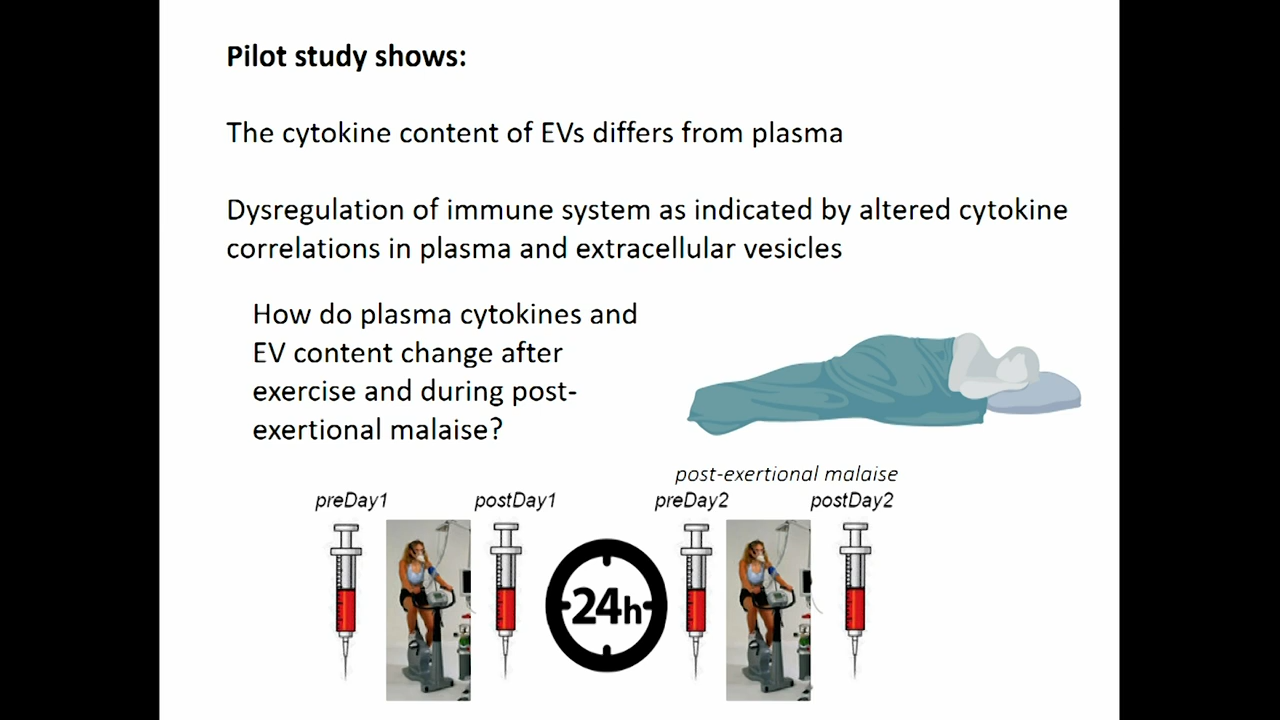 Pilot study shows:
The cytokine content of EVs differs from plasma
Dysregulation of immune system as indicated by altered cytokine
correlations in plasma and extracellular vesicles
How do plasma cytokines and
EV content change after
exercise and during post-
exertional malaise?
post-exertional malaise
preDay1 postDay1 preDay2 postDay2
24h